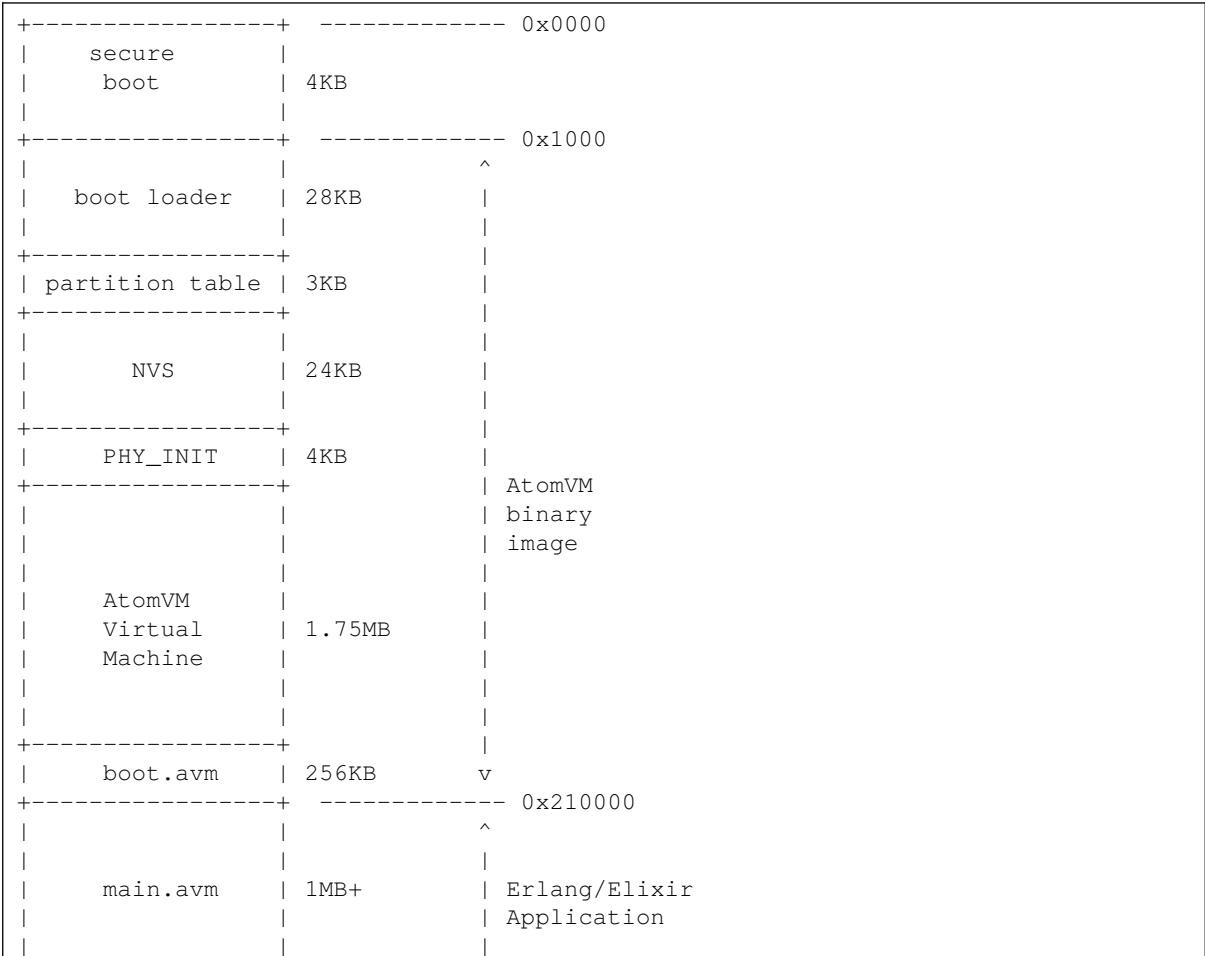 +-----------------+  ------------- 0x0000
|    secure       |
|     boot        | 4KB
|                 |
+-----------------+  ------------- 0x1000
|                 |             ^
|   boot loader   | 28KB        |
|                 |             |
+-----------------+             |
| partition table | 3KB         |
+-----------------+             |
|                 |             |
|       NVS       | 24KB        |
|                 |             |
+-----------------+             |
|     PHY_INIT    | 4KB         |
+-----------------+             | AtomVM
|                 |             | binary
|                 |             | image
|                 |             |
|     AtomVM      |             |
|     Virtual     | 1.75MB      |
|     Machine     |             |
|                 |             |
|                 |             |
+-----------------+             |
|     boot.avm    | 256KB       v
+-----------------+  ------------- 0x210000
|                 |             ^
|                 |             |
|     main.avm    | 1MB+        | Erlang/Elixir
|                 |             | Application
|                 |             |